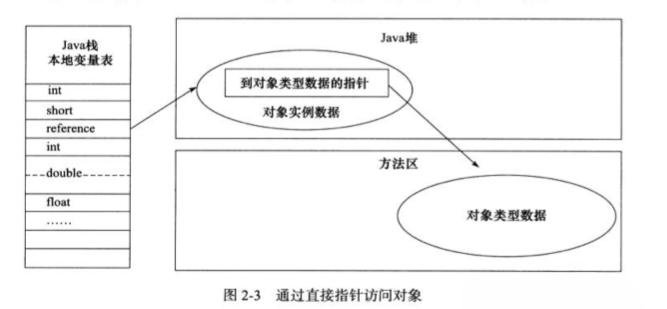 Java栈
本地变量表
int
short
reference
int
double
float
……
Java堆
到对象类型数据的指针
对象实例数据
方法区
对象类型数据
图 2-3 通过直接指针访问对象